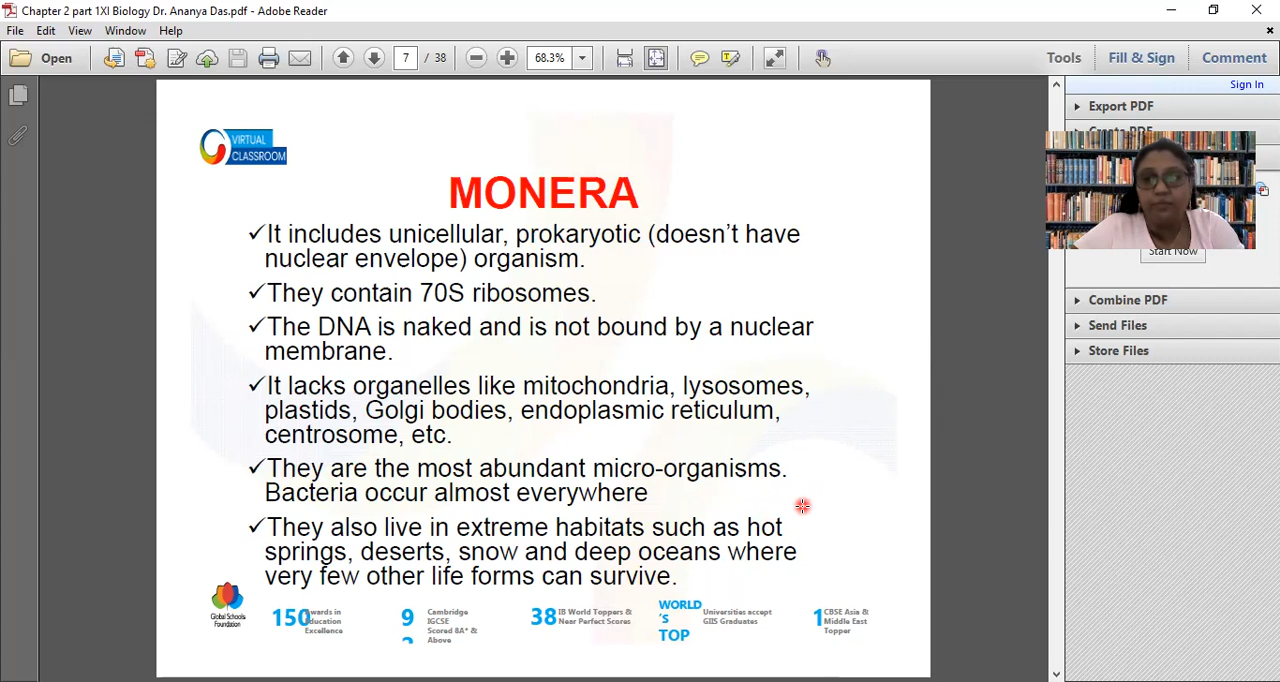 Chapter 2 part 1XI Biology Dr. Ananya Das.pdf - Adobe Reader
File Edit View Window Help
Open 7 / 38 68.3% Tools Fill & Sign Comment
Sign In
Export PDF
Create PDF
Start Now
Combine PDF
Send Files
Store Files
VIRTUAL
CLASSROOM
MONERA
✓It includes unicellular, prokaryotic (doesn't have
nuclear envelope) organism.
✓They contain 70S ribosomes.
✓The DNA is naked and is not bound by a nuclear
membrane.
✓It lacks organelles like mitochondria, lysosomes,
plastids, Golgi bodies, endoplasmic reticulum,
centrosome, etc.
✓They are the most abundant micro-organisms.
Bacteria occur almost everywhere
✓They also live in extreme habitats such as hot
springs, deserts, snow and deep oceans where
very few other life forms can survive.
Global Schools
Foundation
150 Awards in
Education
Excellence
9
Cambridge
IGCSE
Scored 8A* &
Above
38 IB World Toppers &
Near Perfect Scores
WORLD
'S
TOP
Universities accept
GIIS Graduates
1 CBSE Asia &
Middle East
Topper